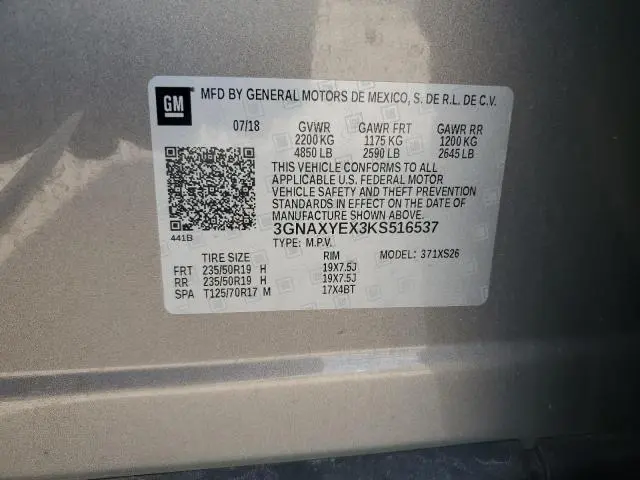 GM MFD BY GENERAL MOTORS DE MEXICO, S. DE R.L. DE C.V.
07/18 GVWR GAWR FRT GAWR RR
2200 KG 1175 KG 1200 KG
4850 LB 2590 LB 2645 LB
THIS VEHICLE CONFORMS TO ALL
APPLICABLE U.S. FEDERAL MOTOR
VEHICLE SAFETY AND THEFT PREVENTION
STANDARDS IN EFFECT ON THE DATE OF
MANUFACTURE SHOWN ABOVE.
3GNAXYEX3KS516537
441B TYPE: M.P.V.
TIRE SIZE RIM MODEL: 371XS26
FRT 235/50R19 H 19X7.5J
RR 235/50R19 H 19X7.5J
SPA T125/70R17 M 17X4BT